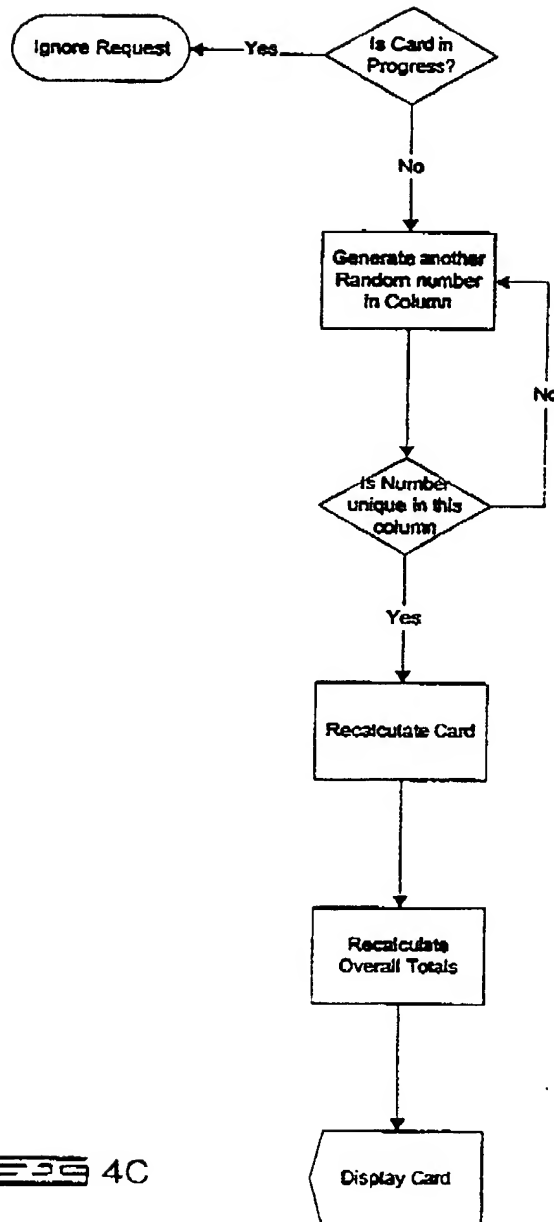 Ignore Request
Yes
Is Card in
Progress?
No
Generate another
Random number
in Column
No
Is Number
unique in this
column
Yes
Recalculate Card
Recalculate
Overall Totals
Display Card
4C